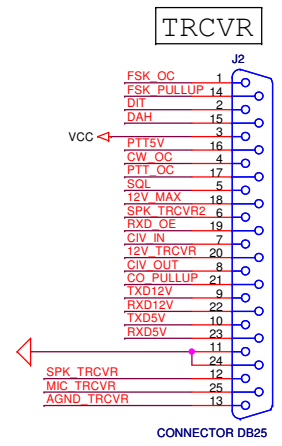 TRCVR
J2
FSK_OC 1
FSK_PULLUP 14
DIT 2
DAH 15
VCC 3
PTT5V 16
CW_OC 4
PTT_OC 17
SQL 5
12V_MAX 18
SPK_TRCVR2 6
RXD_OE 19
CIV_IN 7
12V_TRCVR 20
CIV_OUT 8
CO_PULLUP 21
TXD12V 9
RXD12V 22
TXD5V 10
RXD5V 23
11
24
SPK_TRCVR 12
MIC_TRCVR 25
AGND_TRCVR 13
CONNECTOR DB25